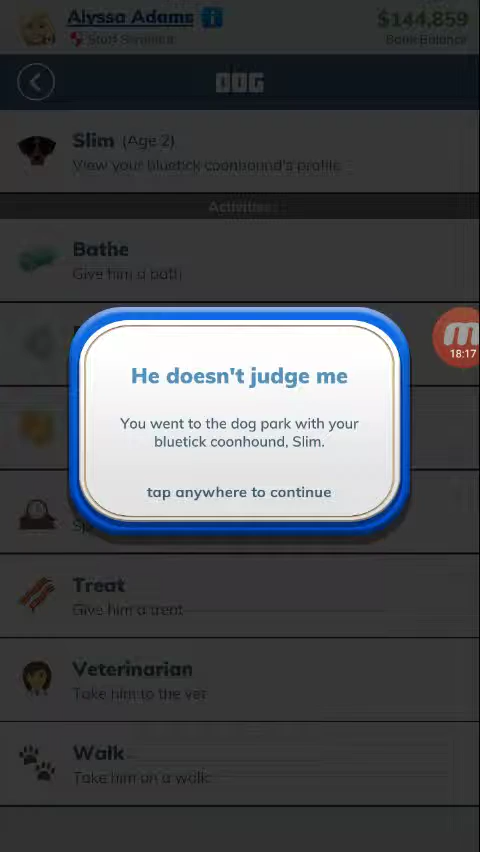 Alyssa Adams i
$144,859
Bank Balance
DOG
Slim (Age 2)
View your bluetick coonhound's profile
Activities
Bathe
Give him a bath
18:17
He doesn't judge me
You went to the dog park with your
bluetick coonhound, Slim.
tap anywhere to continue
Treat
Give him a treat
Veterinarian
Take him to the vet
Walk
Take him on a walk